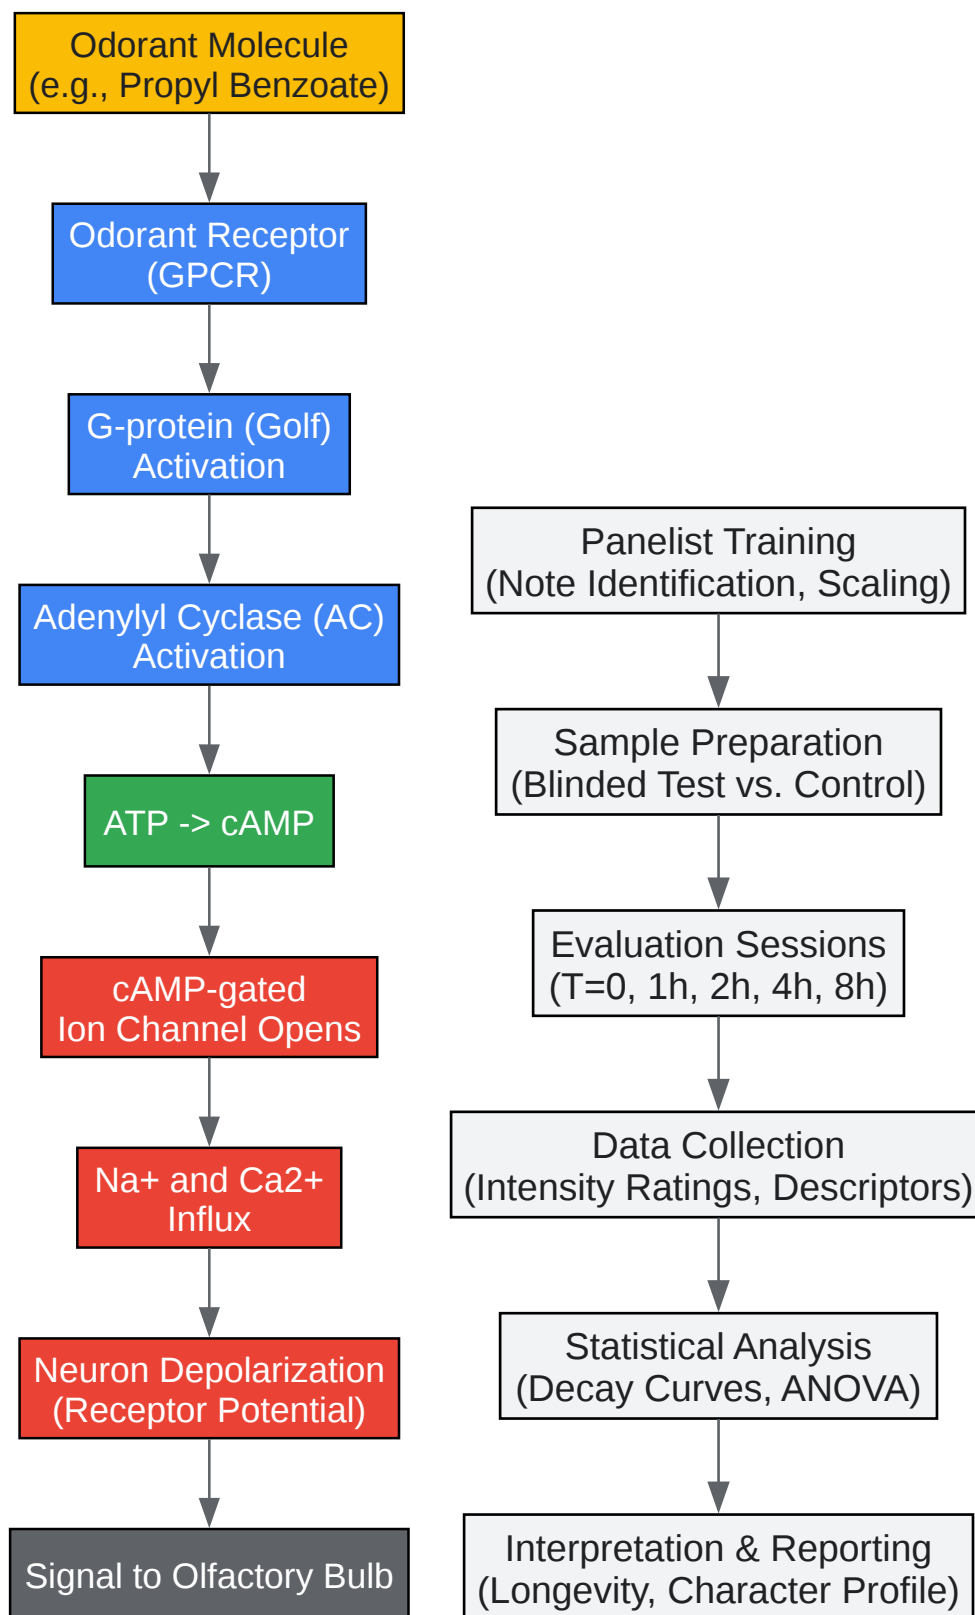 Odorant Molecule
(e.g., Propyl Benzoate)
Odorant Receptor
(GPCR)
G-protein (Golf)
Activation
Adenylyl Cyclase (AC)
Activation
ATP -> cAMP
cAMP-gated
Ion Channel Opens
Na+ and Ca2+
Influx
Neuron Depolarization
(Receptor Potential)
Signal to Olfactory Bulb
Panelist Training
(Note Identification, Scaling)
Sample Preparation
(Blinded Test vs. Control)
Evaluation Sessions
(T=0, 1h, 2h, 4h, 8h)
Data Collection
(Intensity Ratings, Descriptors)
Statistical Analysis
(Decay Curves, ANOVA)
Interpretation & Reporting
(Longevity, Character Profile)